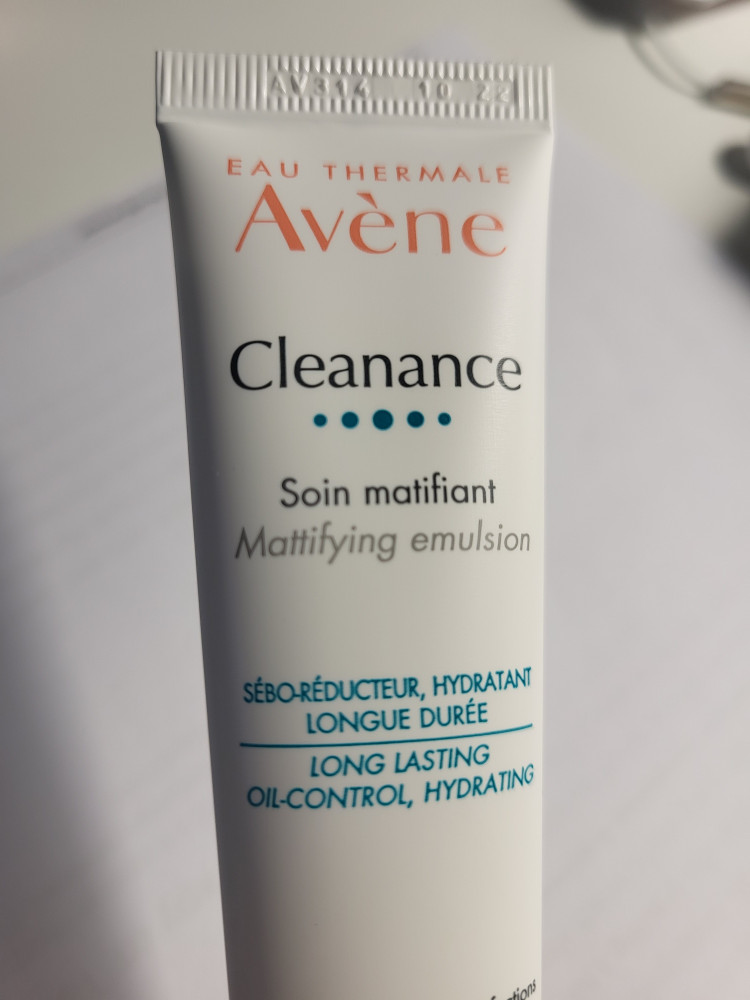 AV314 10 22
EAU THERMALE
Avène
Cleanance
Soin matifiant
Mattifying emulsion
SÉBO-RÉDUCTEUR, HYDRATANT
LONGUE DURÉE
LONG LASTING
OIL-CONTROL, HYDRATING